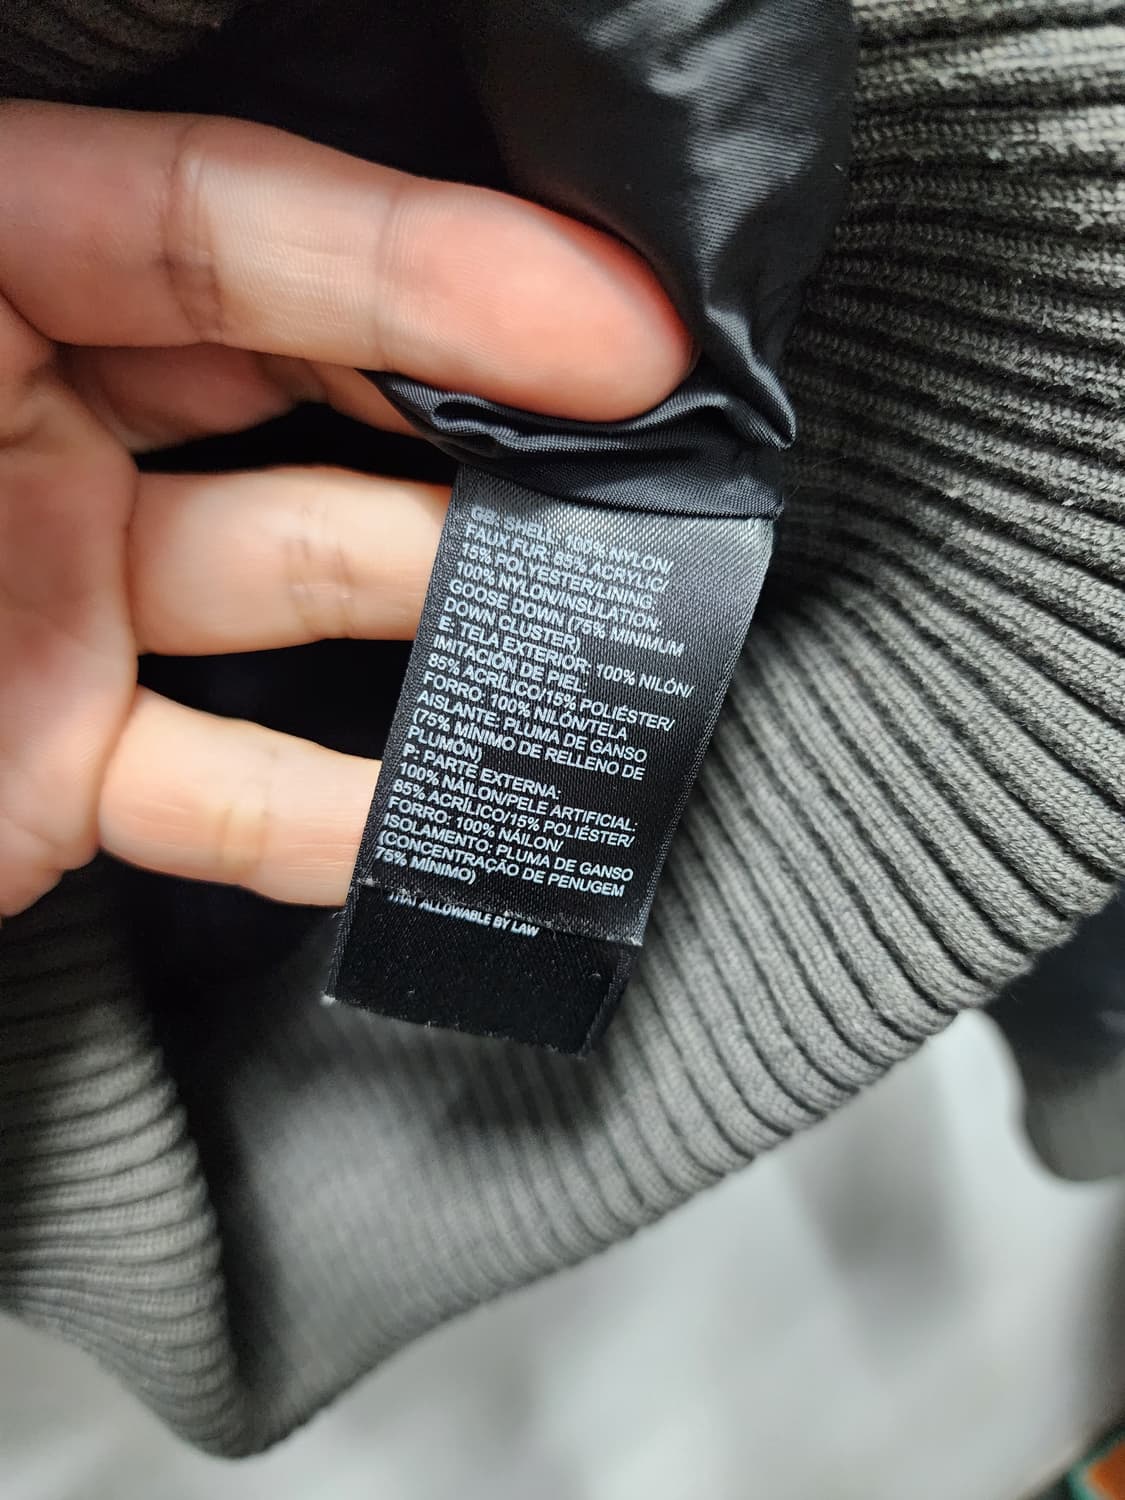 GB: SHELL: 100% NYLON/
FAUX FUR: 85% ACRYLIC/
15% POLYESTER/LINING:
100% NYLON/INSULATION:
GOOSE DOWN (75% MINIMUM
DOWN CLUSTER)
E: TELA EXTERIOR: 100% NILÓN/
IMITACIÓN DE PIEL:
85% ACRÍLICO/15% POLIÉSTER/
FORRO: 100% NILÓN/TELA
AISLANTE: PLUMA DE GANSO
(75% MÍNIMO DE RELLENO DE
PLUMÓN)
P: PARTE EXTERNA:
100% NÁILON/PELE ARTIFICIAL:
85% ACRÍLICO/15% POLIÉSTER/
FORRO: 100% NÁILON/
ISOLAMENTO: PLUMA DE GANSO
(CONCENTRAÇÃO DE PENUGEM
75% MÍNIMO)
THAT ALLOWABLE BY LAW